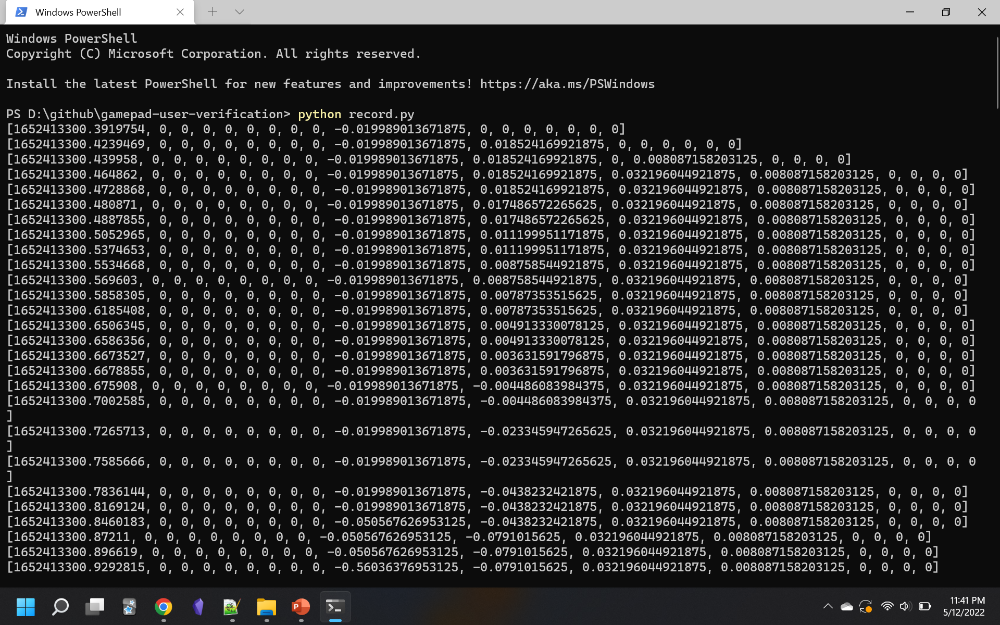 Windows PowerShell
Windows PowerShell
Copyright (C) Microsoft Corporation. All rights reserved.
Install the latest PowerShell for new features and improvements! https://aka.ms/PSWindows
PS D:\github\gamepad-user-verification> python record.py
[1652413300.3919754, 0, 0, 0, 0, 0, 0, 0, 0, -0.019989013671875, 0, 0, 0, 0, 0, 0, 0]
[1652413300.4239469, 0, 0, 0, 0, 0, 0, 0, 0, -0.019989013671875, 0.018524169921875, 0, 0, 0, 0, 0, 0]
[1652413300.439958, 0, 0, 0, 0, 0, 0, 0, 0, -0.019989013671875, 0.018524169921875, 0, 0.008087158203125, 0, 0, 0, 0]
[1652413300.464862, 0, 0, 0, 0, 0, 0, 0, 0, -0.019989013671875, 0.018524169921875, 0.032196044921875, 0.008087158203125, 0, 0, 0, 0]
[1652413300.4728868, 0, 0, 0, 0, 0, 0, 0, 0, -0.019989013671875, 0.018524169921875, 0.032196044921875, 0.008087158203125, 0, 0, 0, 0]
[1652413300.480871, 0, 0, 0, 0, 0, 0, 0, 0, -0.019989013671875, 0.017486572265625, 0.032196044921875, 0.008087158203125, 0, 0, 0, 0]
[1652413300.4887855, 0, 0, 0, 0, 0, 0, 0, 0, -0.019989013671875, 0.017486572265625, 0.032196044921875, 0.008087158203125, 0, 0, 0, 0]
[1652413300.5052965, 0, 0, 0, 0, 0, 0, 0, 0, -0.019989013671875, 0.011199951171875, 0.032196044921875, 0.008087158203125, 0, 0, 0, 0]
[1652413300.5374653, 0, 0, 0, 0, 0, 0, 0, 0, -0.019989013671875, 0.011199951171875, 0.032196044921875, 0.008087158203125, 0, 0, 0, 0]
[1652413300.5534668, 0, 0, 0, 0, 0, 0, 0, 0, -0.019989013671875, 0.008758544921875, 0.032196044921875, 0.008087158203125, 0, 0, 0, 0]
[1652413300.569603, 0, 0, 0, 0, 0, 0, 0, 0, -0.019989013671875, 0.008758544921875, 0.032196044921875, 0.008087158203125, 0, 0, 0, 0]
[1652413300.5858305, 0, 0, 0, 0, 0, 0, 0, 0, -0.019989013671875, 0.00787353515625, 0.032196044921875, 0.008087158203125, 0, 0, 0, 0]
[1652413300.6185408, 0, 0, 0, 0, 0, 0, 0, 0, -0.019989013671875, 0.00787353515625, 0.032196044921875, 0.008087158203125, 0, 0, 0, 0]
[1652413300.6506345, 0, 0, 0, 0, 0, 0, 0, 0, -0.019989013671875, 0.004913330078125, 0.032196044921875, 0.008087158203125, 0, 0, 0, 0]
[1652413300.6586356, 0, 0, 0, 0, 0, 0, 0, 0, -0.019989013671875, 0.004913330078125, 0.032196044921875, 0.008087158203125, 0, 0, 0, 0]
[1652413300.6673527, 0, 0, 0, 0, 0, 0, 0, 0, -0.019989013671875, 0.003631591796875, 0.032196044921875, 0.008087158203125, 0, 0, 0, 0]
[1652413300.6678855, 0, 0, 0, 0, 0, 0, 0, 0, -0.019989013671875, 0.003631591796875, 0.032196044921875, 0.008087158203125, 0, 0, 0, 0]
[1652413300.675908, 0, 0, 0, 0, 0, 0, 0, 0, -0.019989013671875, -0.004486083984375, 0.032196044921875, 0.008087158203125, 0, 0, 0, 0]
[1652413300.7002585, 0, 0, 0, 0, 0, 0, 0, 0, -0.019989013671875, -0.004486083984375, 0.032196044921875, 0.008087158203125, 0, 0, 0, 0
]
[1652413300.7265713, 0, 0, 0, 0, 0, 0, 0, 0, -0.019989013671875, -0.023345947265625, 0.032196044921875, 0.008087158203125, 0, 0, 0, 0
]
[1652413300.7585666, 0, 0, 0, 0, 0, 0, 0, 0, -0.019989013671875, -0.023345947265625, 0.032196044921875, 0.008087158203125, 0, 0, 0, 0
]
[1652413300.7836144, 0, 0, 0, 0, 0, 0, 0, 0, -0.019989013671875, -0.0438232421875, 0.032196044921875, 0.008087158203125, 0, 0, 0, 0]
[1652413300.8169124, 0, 0, 0, 0, 0, 0, 0, 0, -0.019989013671875, -0.0438232421875, 0.032196044921875, 0.008087158203125, 0, 0, 0, 0]
[1652413300.8460183, 0, 0, 0, 0, 0, 0, 0, 0, -0.050567626953125, -0.0438232421875, 0.032196044921875, 0.008087158203125, 0, 0, 0, 0]
[1652413300.87211, 0, 0, 0, 0, 0, 0, 0, 0, -0.050567626953125, -0.0791015625, 0.032196044921875, 0.008087158203125, 0, 0, 0, 0]
[1652413300.896619, 0, 0, 0, 0, 0, 0, 0, 0, -0.050567626953125, -0.0791015625, 0.032196044921875, 0.008087158203125, 0, 0, 0, 0]
[1652413300.9292815, 0, 0, 0, 0, 0, 0, 0, 0, -0.56036376953125, -0.0791015625, 0.032196044921875, 0.008087158203125, 0, 0, 0, 0]
P
11:41 PM
5/12/2022